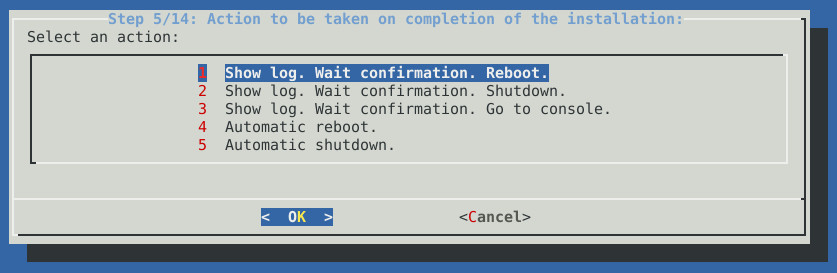 Step 5/14: Action to be taken on completion of the installation:
Select an action:
1 Show log. Wait confirmation. Reboot.
2 Show log. Wait confirmation. Shutdown.
3 Show log. Wait confirmation. Go to console.
4 Automatic reboot.
5 Automatic shutdown.
< OK > <Cancel>